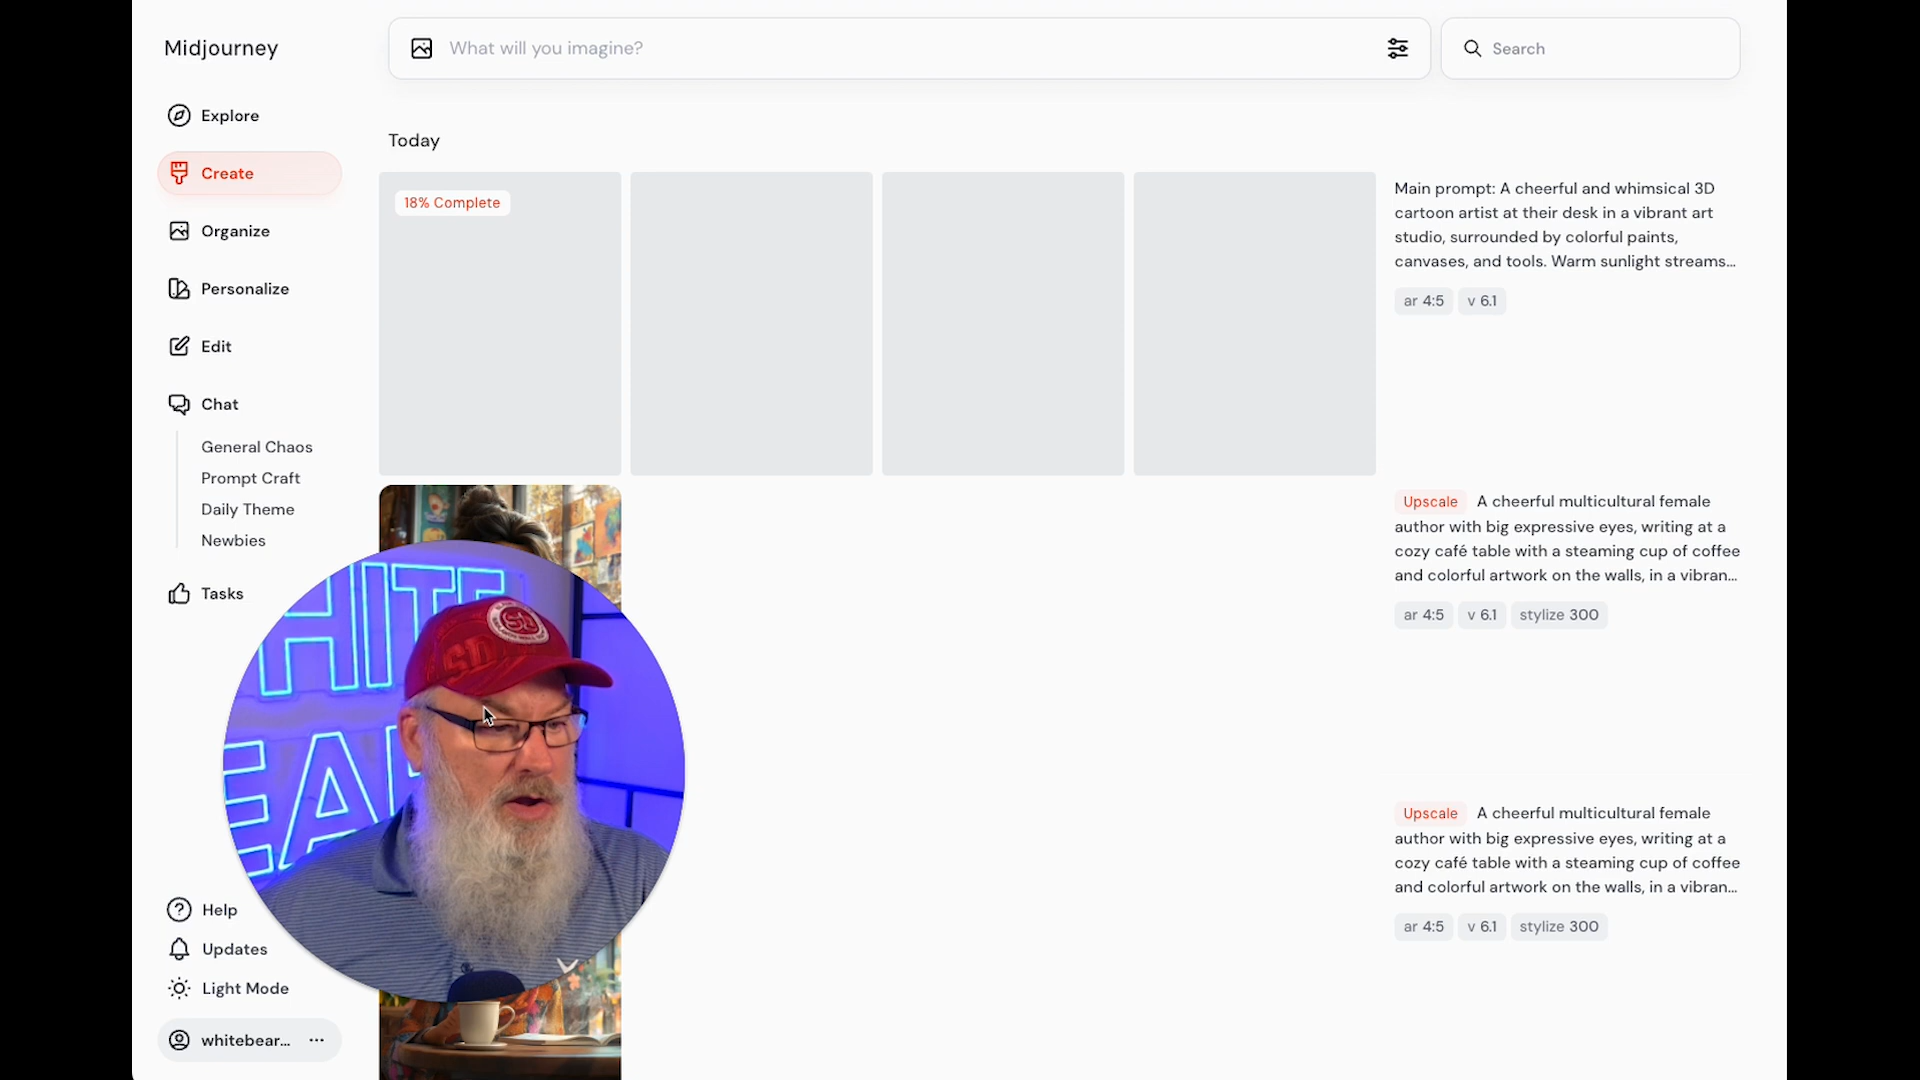 Midjourney
What will you imagine?
Search
Explore
Create
Organize
Personalize
Edit
Chat
General Chaos
Prompt Craft
Daily Theme
Newbies
Tasks
Help
Updates
Light Mode
whitebear...
Today
18% Complete
Main prompt: A cheerful and whimsical 3D
cartoon artist at their desk in a vibrant art
studio, surrounded by colorful paints,
canvases, and tools. Warm sunlight streams...
ar 4:5 v 6.1
Upscale A cheerful multicultural female
author with big expressive eyes, writing at a
cozy café table with a steaming cup of coffee
and colorful artwork on the walls, in a vibran...
ar 4:5 v 6.1 stylize 300
Upscale A cheerful multicultural female
author with big expressive eyes, writing at a
cozy café table with a steaming cup of coffee
and colorful artwork on the walls, in a vibran...
ar 4:5 v 6.1 stylize 300
HITE
EA
SD
SD